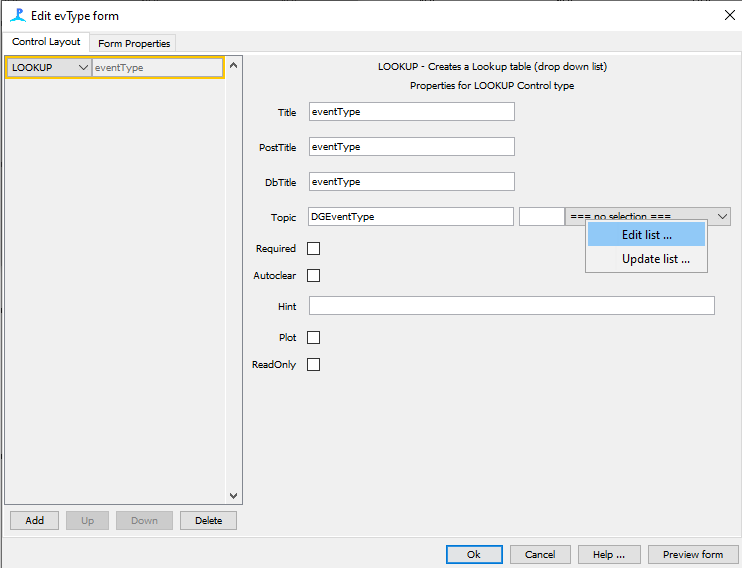 Edit evType form
Control Layout
Form Properties
LOOKUP
eventType
LOOKUP - Creates a Lookup table (drop down list)
Properties for LOOKUP Control type
Title
eventType
PostTitle
eventType
DbTitle
eventType
Topic
DGEventType
=== no selection ===
Edit list ...
Update list ...
Required
Autoclear
Hint
Plot
ReadOnly
Add
Up
Down
Delete
Ok
Cancel
Help ...
Preview form